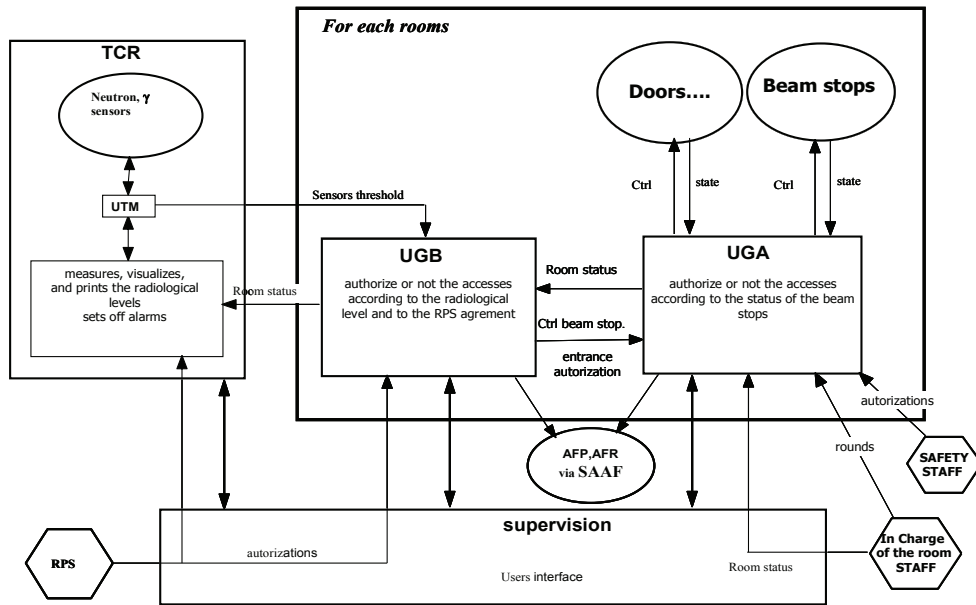 For each rooms
TCR
Neutron, γ
sensors
UTM
measures, visualizes,
and prints the radiological
levels
sets off alarms
Sensors threshold
Room status
Doors....
Beam stops
Ctrl
state
Ctrl
state
UGB
authorize or not the accesses
according to the radiological
level and to the RPS agrement
Room status
Ctrl beam stop.
entrance
autorization
UGA
authorize or not the accesses
according to the status of the beam
stops
autorizations
SAFETY
STAFF
rounds
AFP,AFR
via SAAF
In Charge
of the room
STAFF
Room status
supervision
RPS
autorizations
Users interface